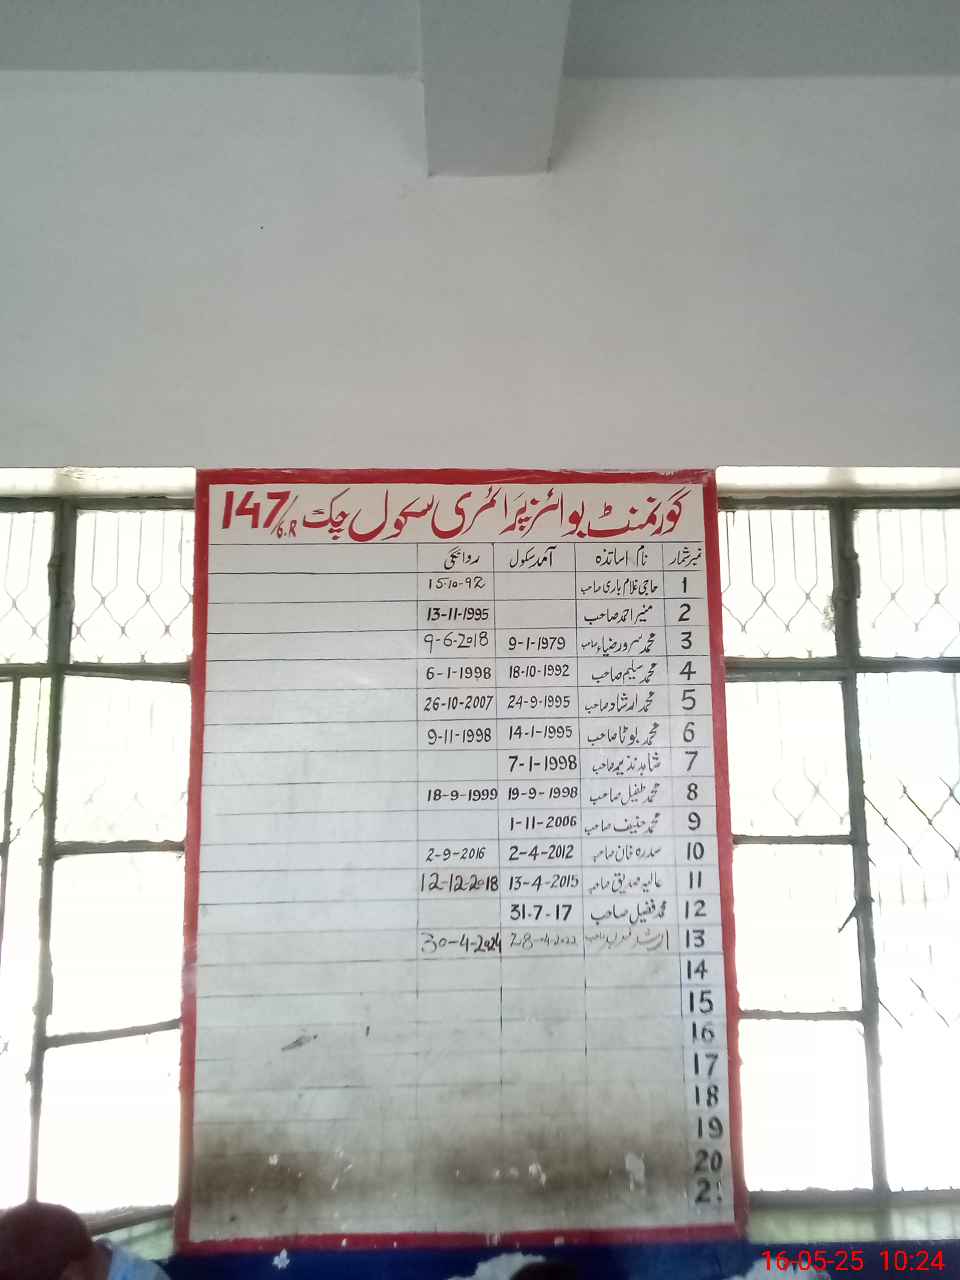 گورنمنٹ بوائز پرائمری سکول چک 147/6.R
نمبر شمار نام اساتذہ آمد سکول روانگی
1 حاجی غلام باری صاحب 15-10-92
2 منیر احمد صاحب 13-11-1995
3 محمد سرور ضیاء صاحب 9-1-1979 9-6-2018
4 محمد سلیم صاحب 18-10-1992 6-1-1998
5 محمد ارشاد صاحب 24-9-1995 26-10-2007
6 محمد بوٹا صاحب 14-1-1995 9-11-1998
7 شاہد نذیر صاحب 7-1-1998
8 محمد طفیل صاحب 19-9-1998 18-9-1999
9 محمد حنیف صاحب 1-11-2006
10 سدرہ خان صاحبہ 2-4-2012 2-9-2016
11 عالیہ صدیق صاحبہ 13-4-2015 12-12-2018
12 محمد فضیل صاحب 31-7-17
13 صاحب 28-04-2022 30-4-2024
14
15
16
17
18
19
20
16-05-25 10:24